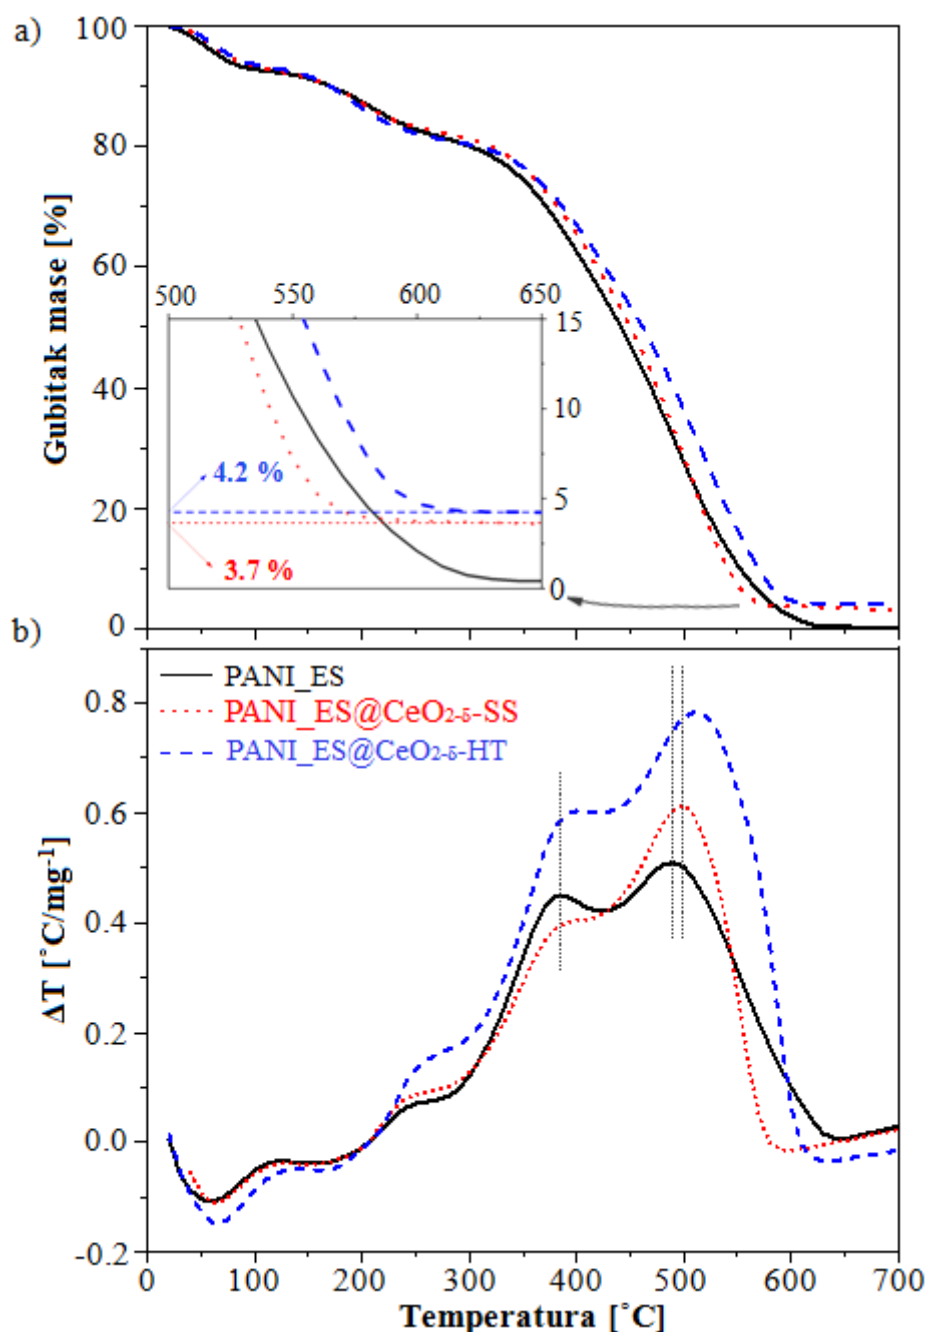 a)
100
80
60
40
20
0
Gubitak mase [%]
500 550 600 650
15
10
5
0
4.2 %
3.7 %
b)
PANI_ES
PANI_ES@CeO₂₋δ-SS
PANI_ES@CeO₂₋δ-HT
0.8
0.6
0.4
0.2
0.0
-0.2
ΔT [˚C/mg⁻¹]
0 100 200 300 400 500 600 700
Temperatura [˚C]